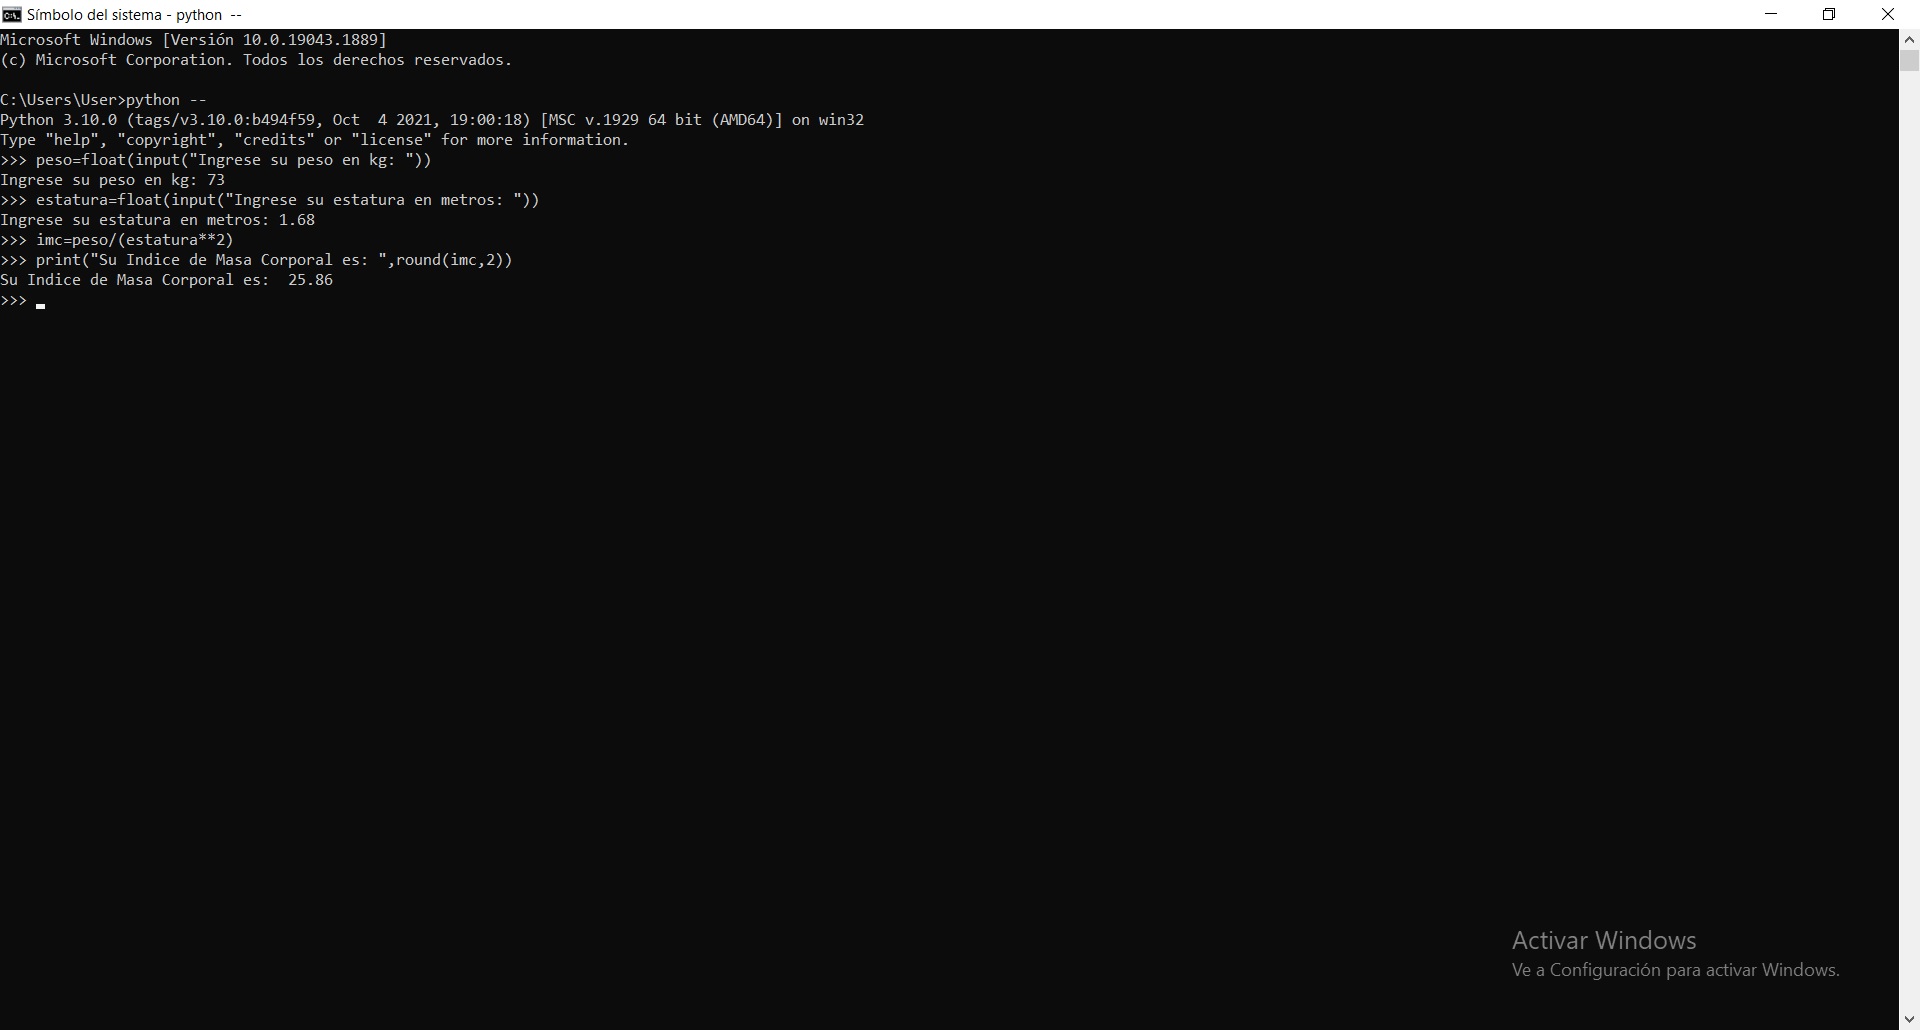 Símbolo del sistema - python  --
Microsoft Windows [Versión 10.0.19043.1889]
(c) Microsoft Corporation. Todos los derechos reservados.
C:\Users\User>python --
Python 3.10.0 (tags/v3.10.0:b494f59, Oct  4 2021, 19:00:18) [MSC v.1929 64 bit (AMD64)] on win32
Type "help", "copyright", "credits" or "license" for more information.
>>> peso=float(input("Ingrese su peso en kg: "))
Ingrese su peso en kg: 73
>>> estatura=float(input("Ingrese su estatura en metros: "))
Ingrese su estatura en metros: 1.68
>>> imc=peso/(estatura**2)
>>> print("Su Indice de Masa Corporal es: ",round(imc,2))
Su Indice de Masa Corporal es:  25.86
>>>
Activar Windows
Ve a Configuración para activar Windows.